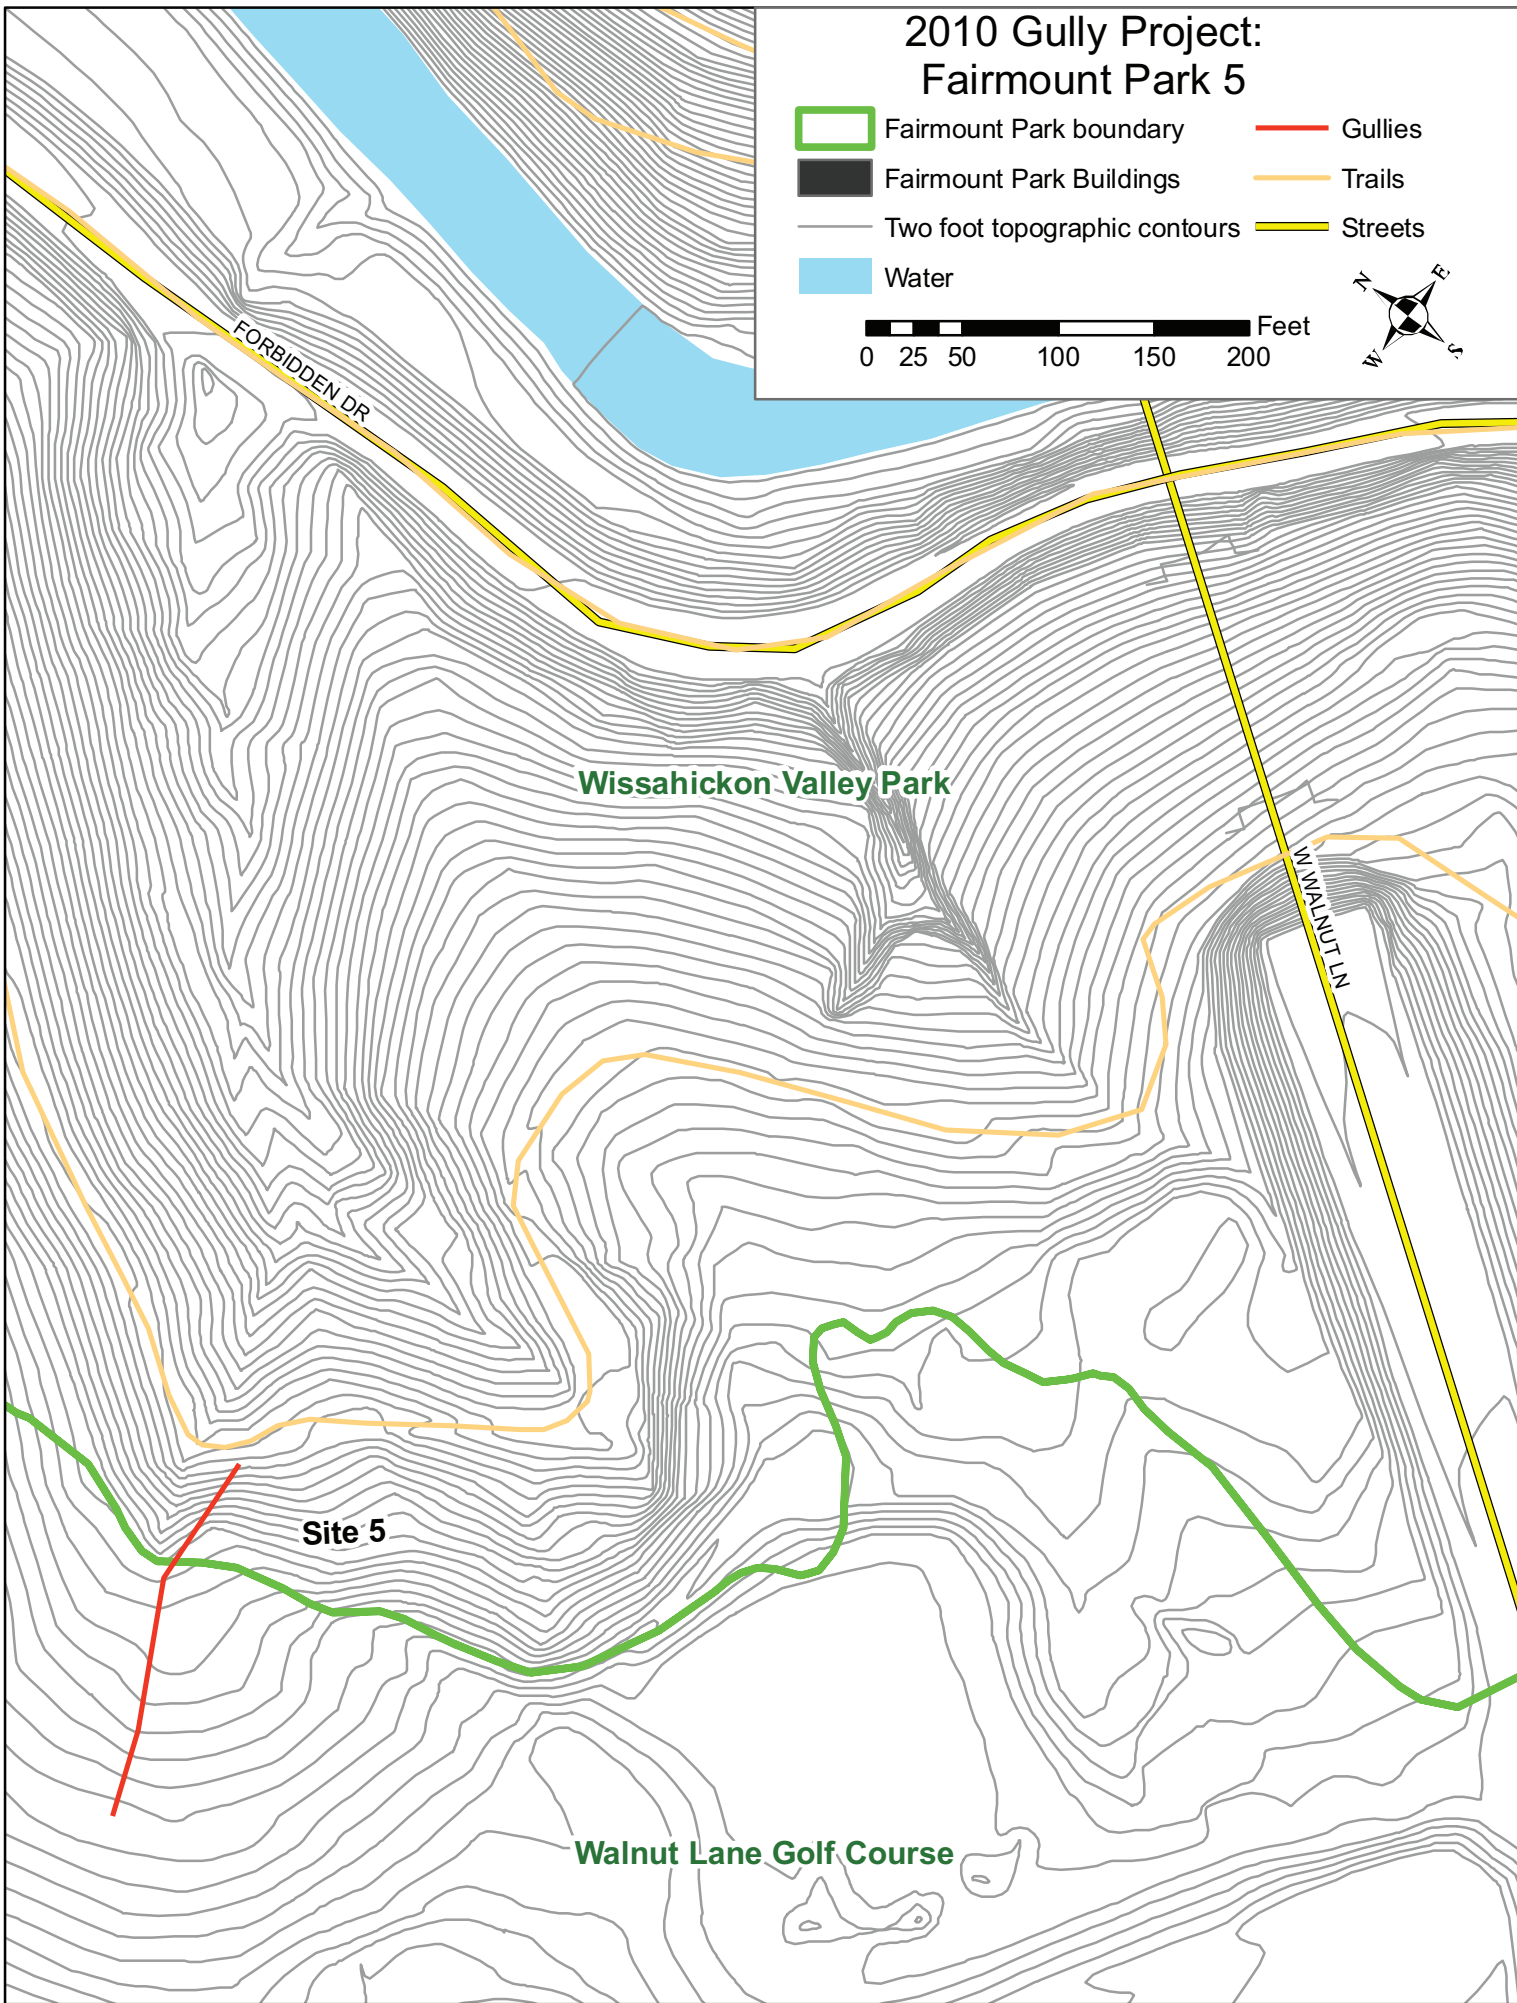 2010 Gully Project:
Fairmount Park 5
Fairmount Park boundary
Gullies
Fairmount Park Buildings
Trails
Two foot topographic contours
Streets
Water
N
E
W
S
Feet
0 25 50 100 150 200
FORBIDDEN DR
Wissahickon Valley Park
W WALNUT LN
Site 5
Walnut Lane Golf Course